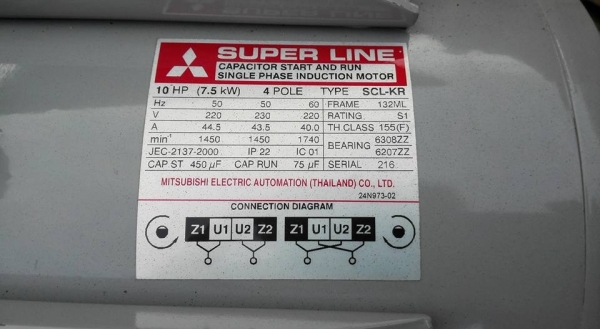 SUPER LINE
CAPACITOR START AND RUN
SINGLE PHASE INDUCTION MOTOR
10 HP (7.5 kW) 4 POLE TYPE SCL-KR
Hz 50 50 60 FRAME 132ML
V 220 230 220 RATING S1
A 44.5 43.5 40.0 TH.CLASS 155(F)
min⁻¹ 1450 1450 1740 BEARING 6308ZZ
JEC-2137-2000 IP 22 IC 01 6207ZZ
CAP. ST 450 µF CAP. RUN 75 µF SERIAL 216
MITSUBISHI ELECTRIC AUTOMATION (THAILAND) CO., LTD.
24N973-02
CONNECTION DIAGRAM
Z1 U1 U2 Z2 Z1 U1 U2 Z2